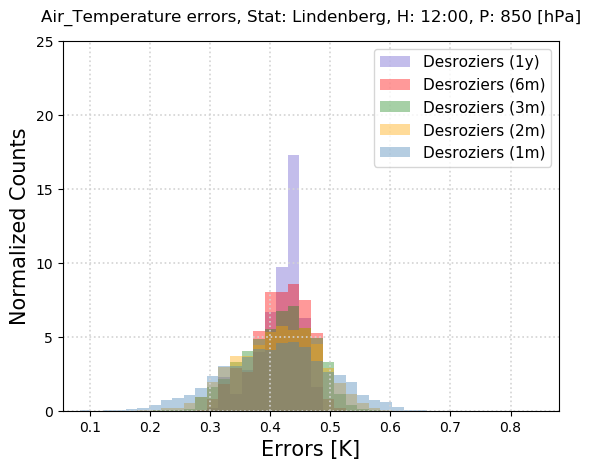 Air_Temperature errors, Stat: Lindenberg, H: 12:00, P: 850 [hPa]
Normalized Counts
25
20
15
10
5
0
Desroziers (1y)
Desroziers (6m)
Desroziers (3m)
Desroziers (2m)
Desroziers (1m)
0.1 0.2 0.3 0.4 0.5 0.6 0.7 0.8
Errors [K]